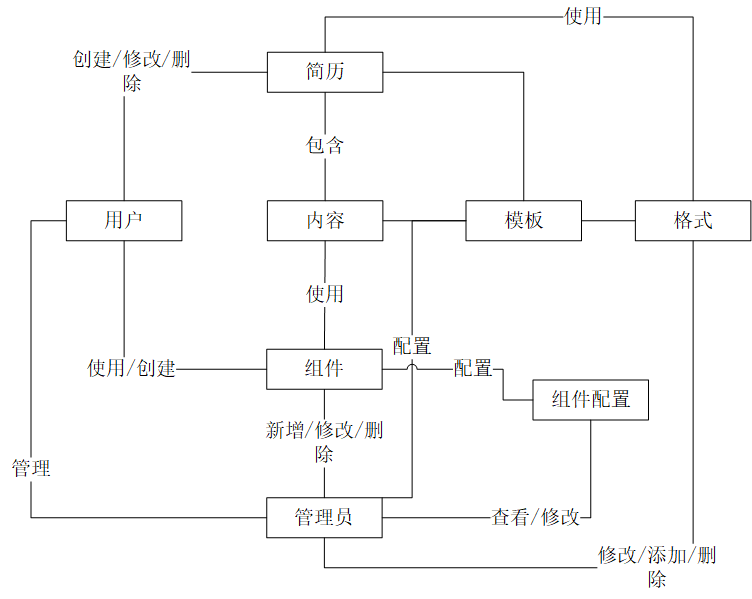 使用
创建/修改/删
除
简历
包含
用户
内容
模板
格式
使用
配置
使用/创建
组件
配置
组件配置
新增/修改/删
除
管理
管理员
查看/修改
修改/添加/删
除